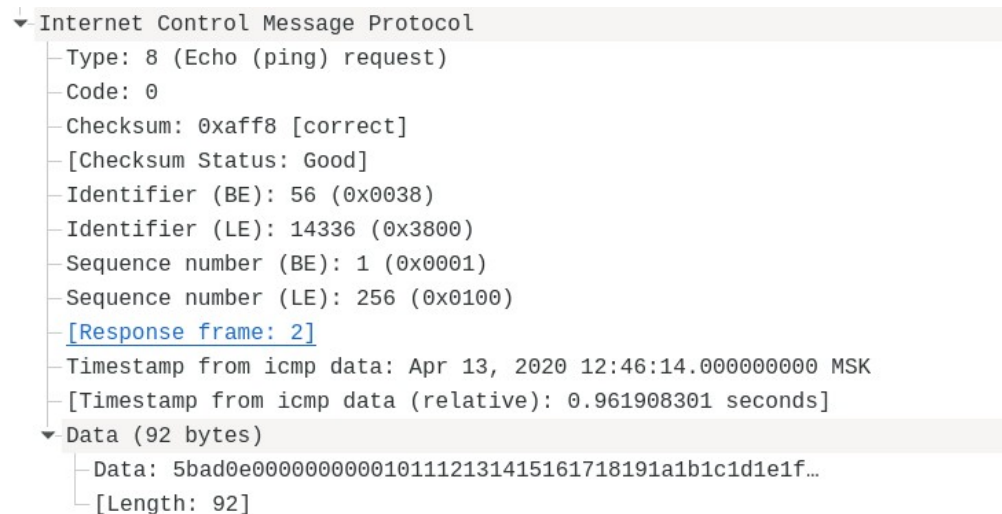 Internet Control Message Protocol
Type: 8 (Echo (ping) request)
Code: 0
Checksum: 0xaff8 [correct]
[Checksum Status: Good]
Identifier (BE): 56 (0x0038)
Identifier (LE): 14336 (0x3800)
Sequence number (BE): 1 (0x0001)
Sequence number (LE): 256 (0x0100)
[Response frame: 2]
Timestamp from icmp data: Apr 13, 2020 12:46:14.000000000 MSK
[Timestamp from icmp data (relative): 0.961908301 seconds]
Data (92 bytes)
Data: 5bad0e0000000000101112131415161718191a1b1c1d1e1f…
[Length: 92]